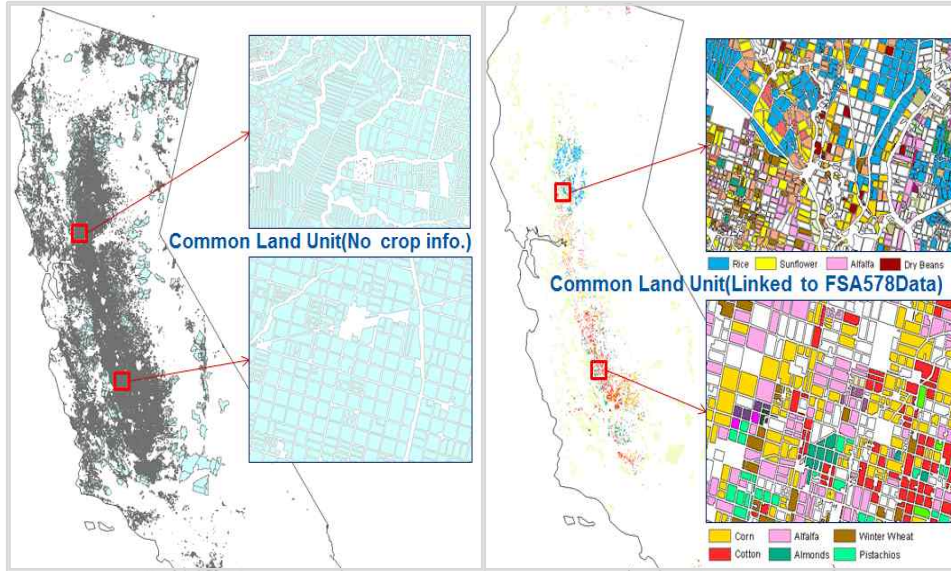 Common Land Unit(No crop info.)
Rice Sunflower Alfalfa Dry Beans
Common Land Unit(Linked to FSA578Data)
Corn Alfalfa Winter Wheat
Cotton Almonds Pistachios